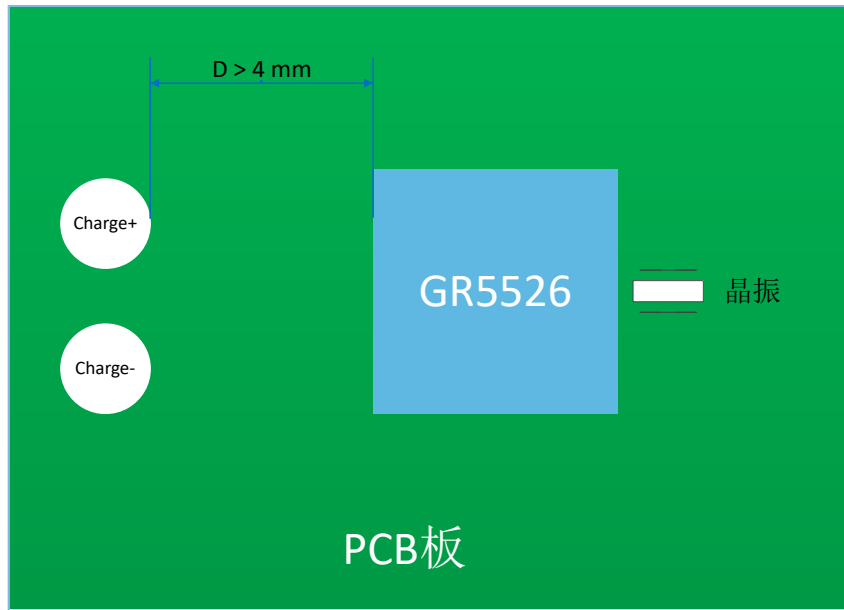 D > 4 mm
Charge+
GR5526
晶振
Charge-
PCB板